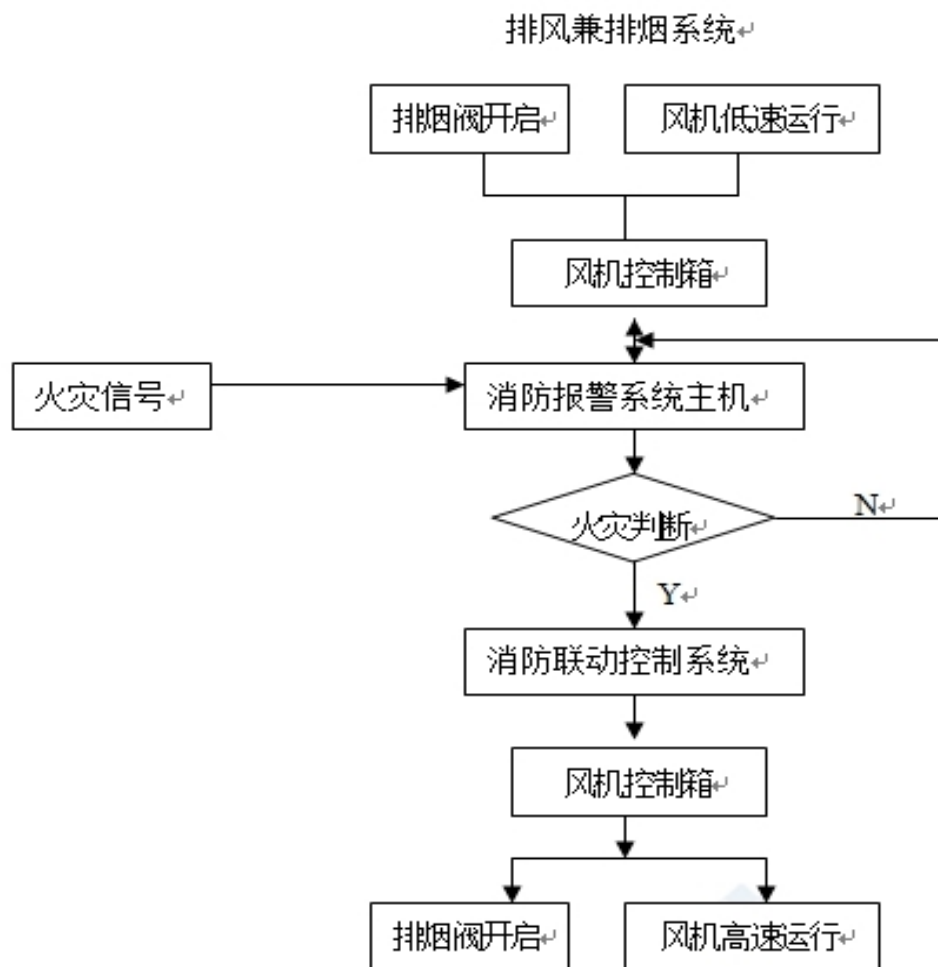 排风兼排烟系统
排烟阀开启
风机低速运行
风机控制箱
火灾信号
消防报警系统主机
火灾判断
N
Y
消防联动控制系统
风机控制箱
排烟阀开启
风机高速运行